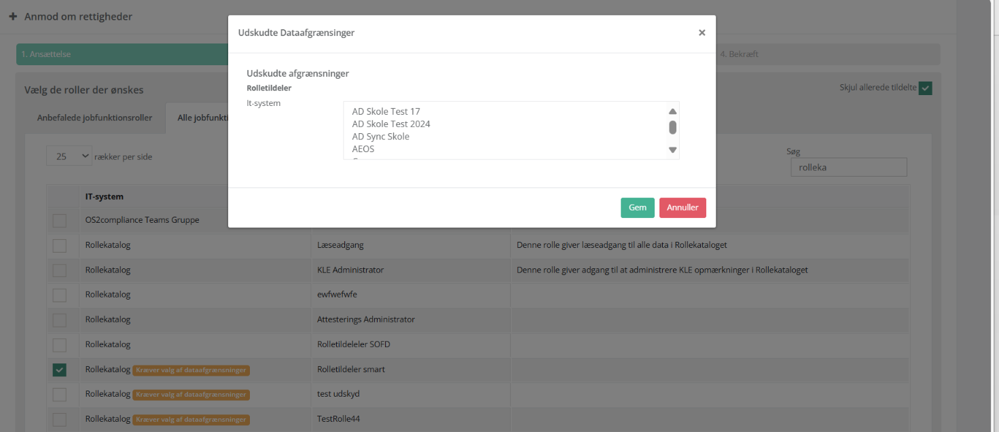 Anmod om rettigheder
Udskudte Dataafgrænsinger
1. Ansættelse
4. Bekræft
Udskudte afgrænsninger
Rolletildeler
It-system
AD Skole Test 17
AD Skole Test 2024
AD Sync Skole
AEOS
Vælg de roller der ønskes
Skjul allerede tildelte
Anbefalede jobfunktionsroller
Alle jobfunkti
25 rækker per side
Søg
rolleka
Gem
Annuller
IT-system
OS2compliance Teams Gruppe
Rollekatalog Læseadgang Denne rolle giver læseadgang til alle data i Rollekataloget
Rollekatalog KLE Administrator Denne rolle giver adgang til at administrere KLE opmærkninger i Rollekataloget
Rollekatalog ewfwefwfe
Rollekatalog Attesterings Administrator
Rollekatalog Rolletildeleler SOFD
Rollekatalog Kræver valg af dataafgrænsninger Rolletildeler smart
Rollekatalog Kræver valg af dataafgrænsninger test udskyd
Rollekatalog Kræver valg af dataafgrænsninger TestRolle44